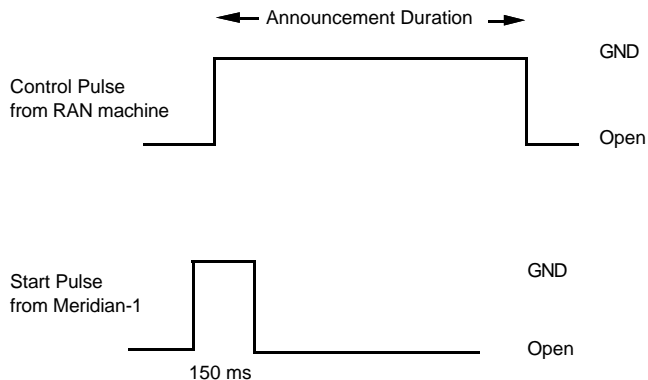 Announcement Duration
GND
Control Pulse
from RAN machine
Open
Start Pulse
from Meridian-1
GND
Open
150 ms